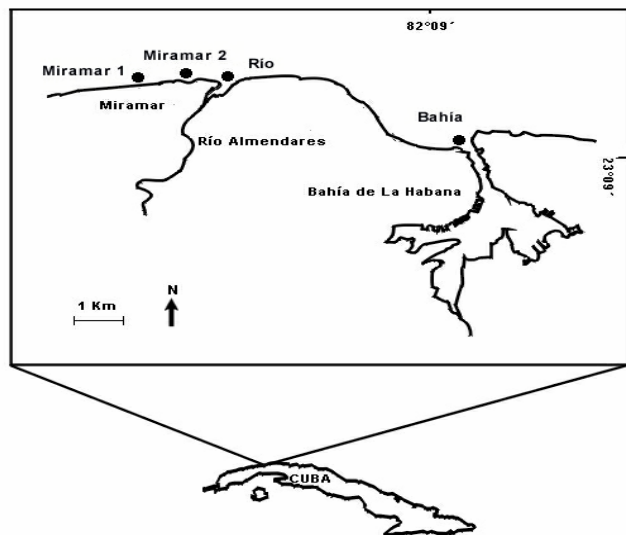 82°09´
Miramar 2
Miramar 1
Río
Miramar
Bahía
Río Almendares
23°09´
Bahía de La Habana
N
1 Km
CUBA